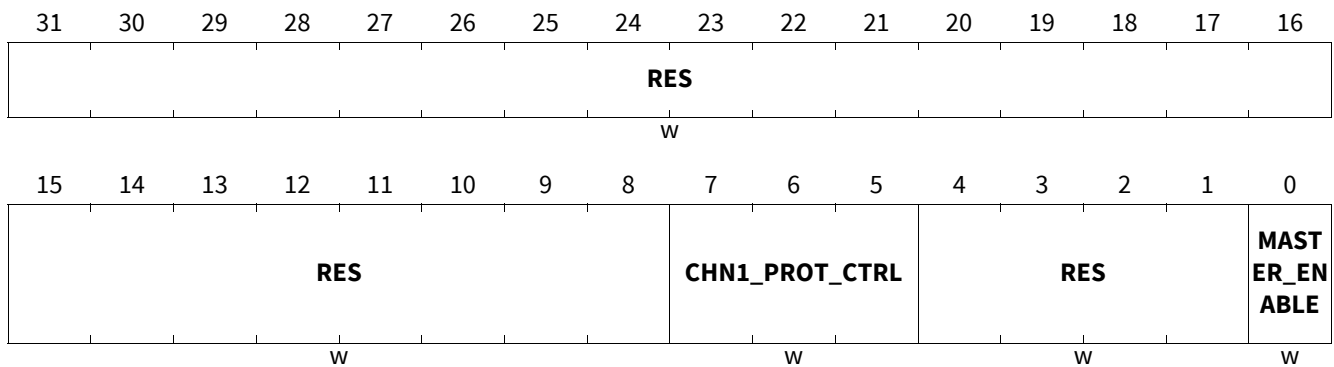 31 30 29 28 27 26 25 24 23 22 21 20 19 18 17 16
RES
w
15 14 13 12 11 10 9 8 7 6 5 4 3 2 1 0
RES CHN1_PROT_CTRL RES MAST
ER_EN
ABLE
w w w w